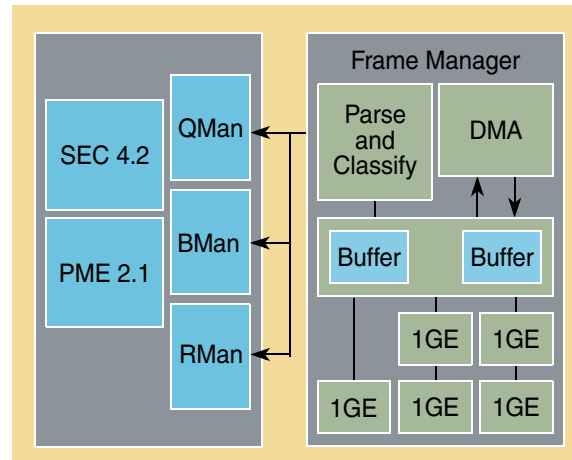 SEC 4.2
PME 2.1
QMan
BMan
RMan
Frame Manager
Parse
and
Classify
DMA
Buffer
Buffer
1GE
1GE
1GE
1GE
1GE